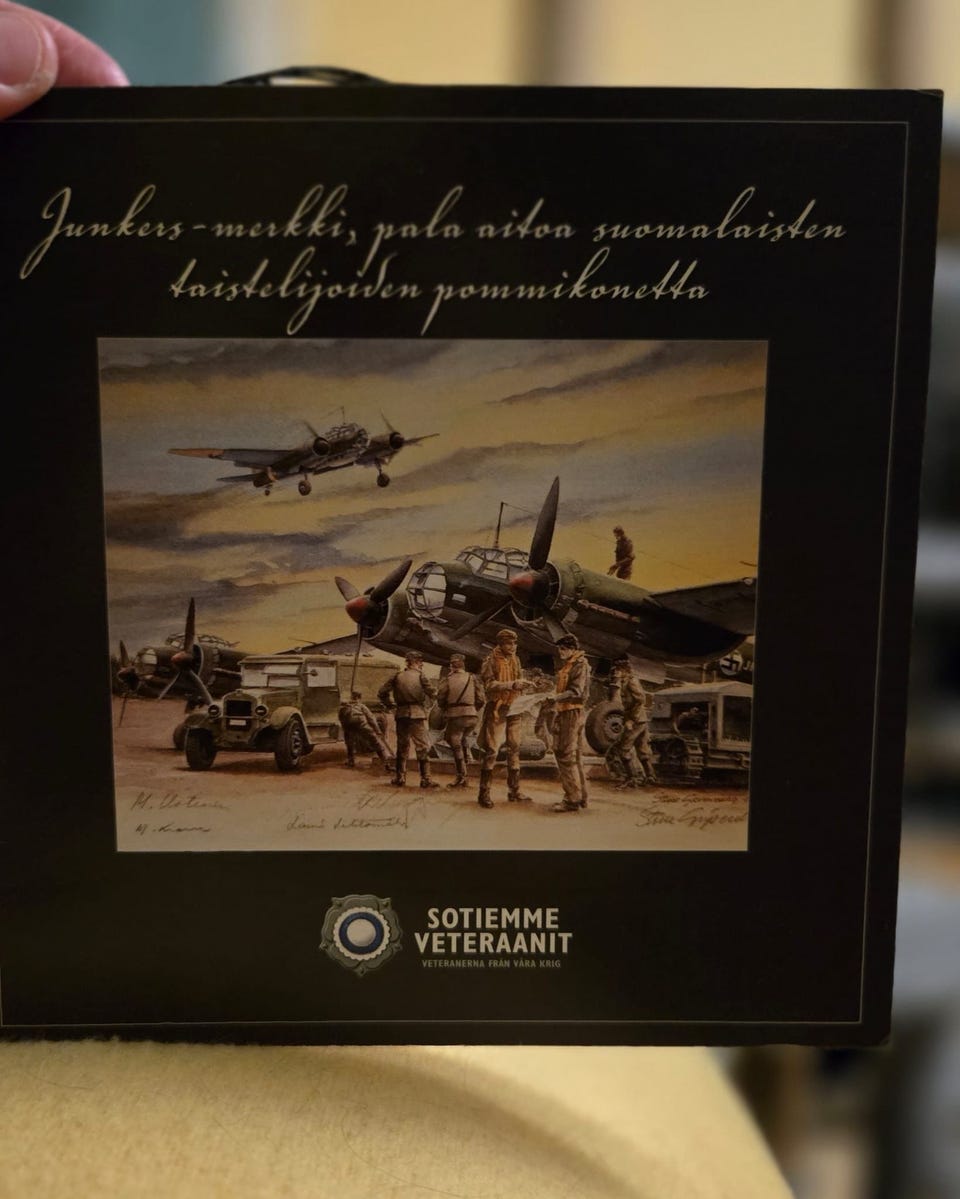 Junkers-merkki, pala aitoa suomalaisten
taistelijoiden pommikonetta
SOTIEMME
VETERAANIT
VETERANERNA FRÅN VÅRA KRIG